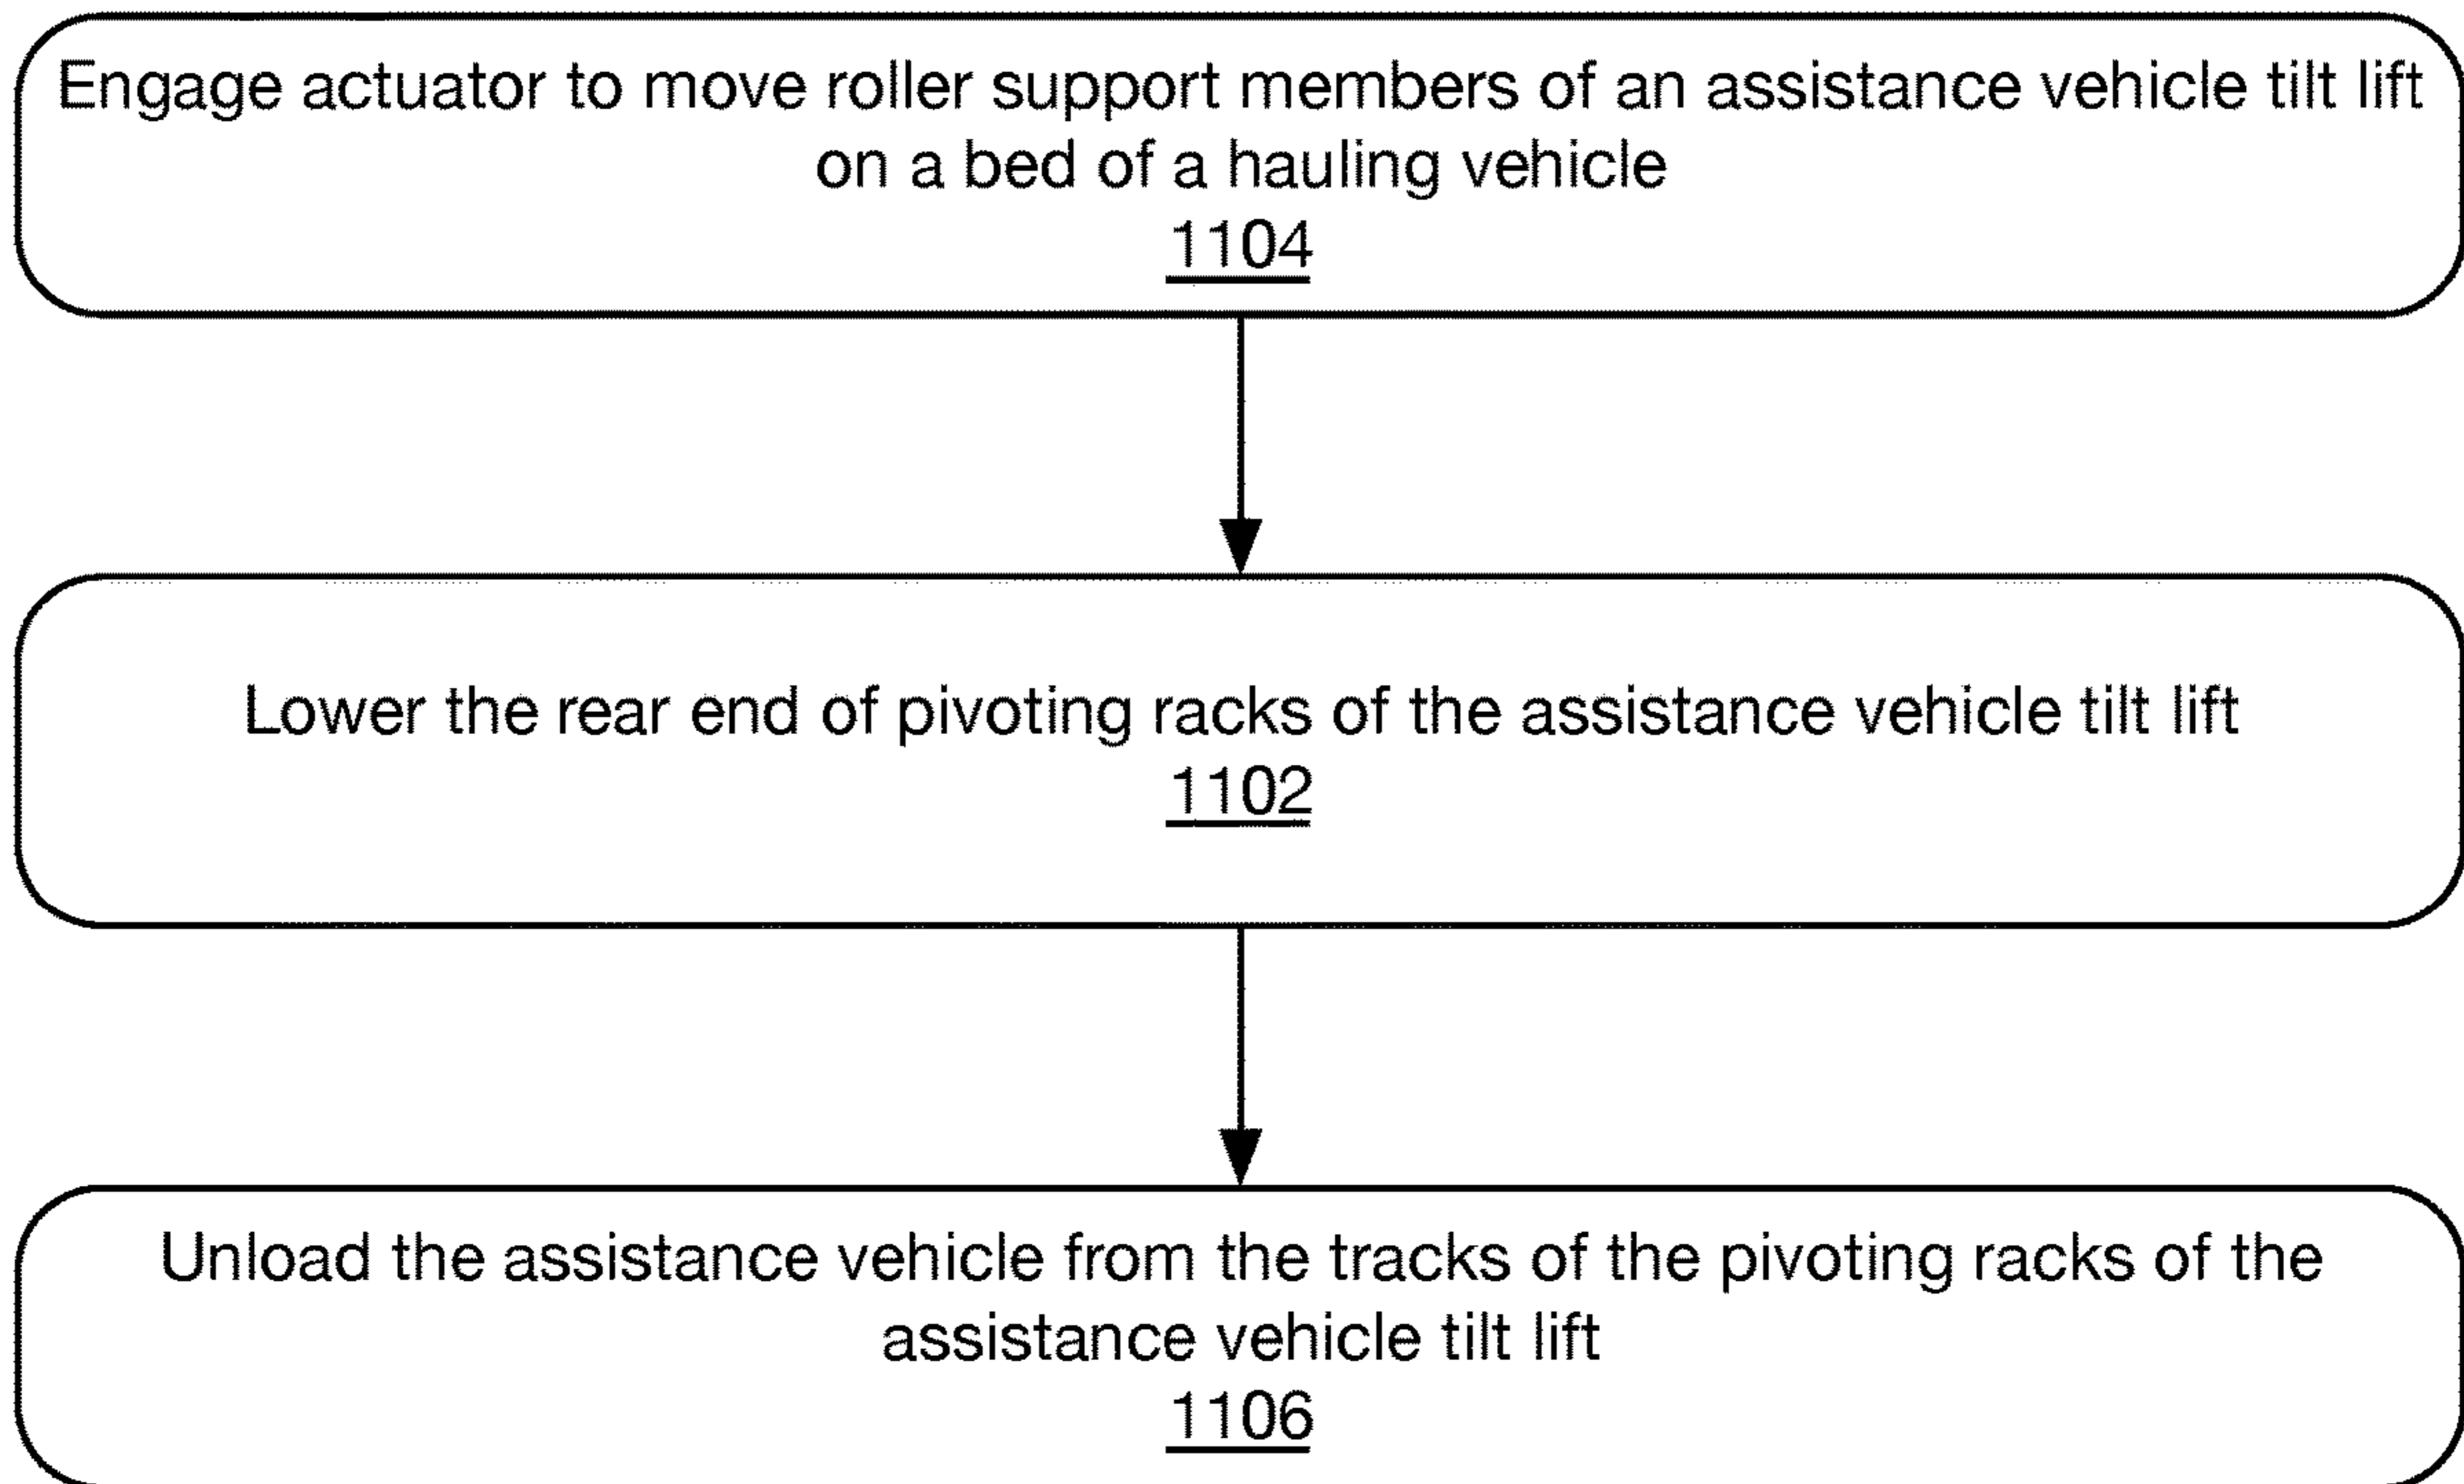 Engage actuator to move roller support members of an assistance vehicle tilt lift
on a bed of a hauling vehicle
1104
Lower the rear end of pivoting racks of the assistance vehicle tilt lift
1102
Unload the assistance vehicle from the tracks of the pivoting racks of the
assistance vehicle tilt lift
1106